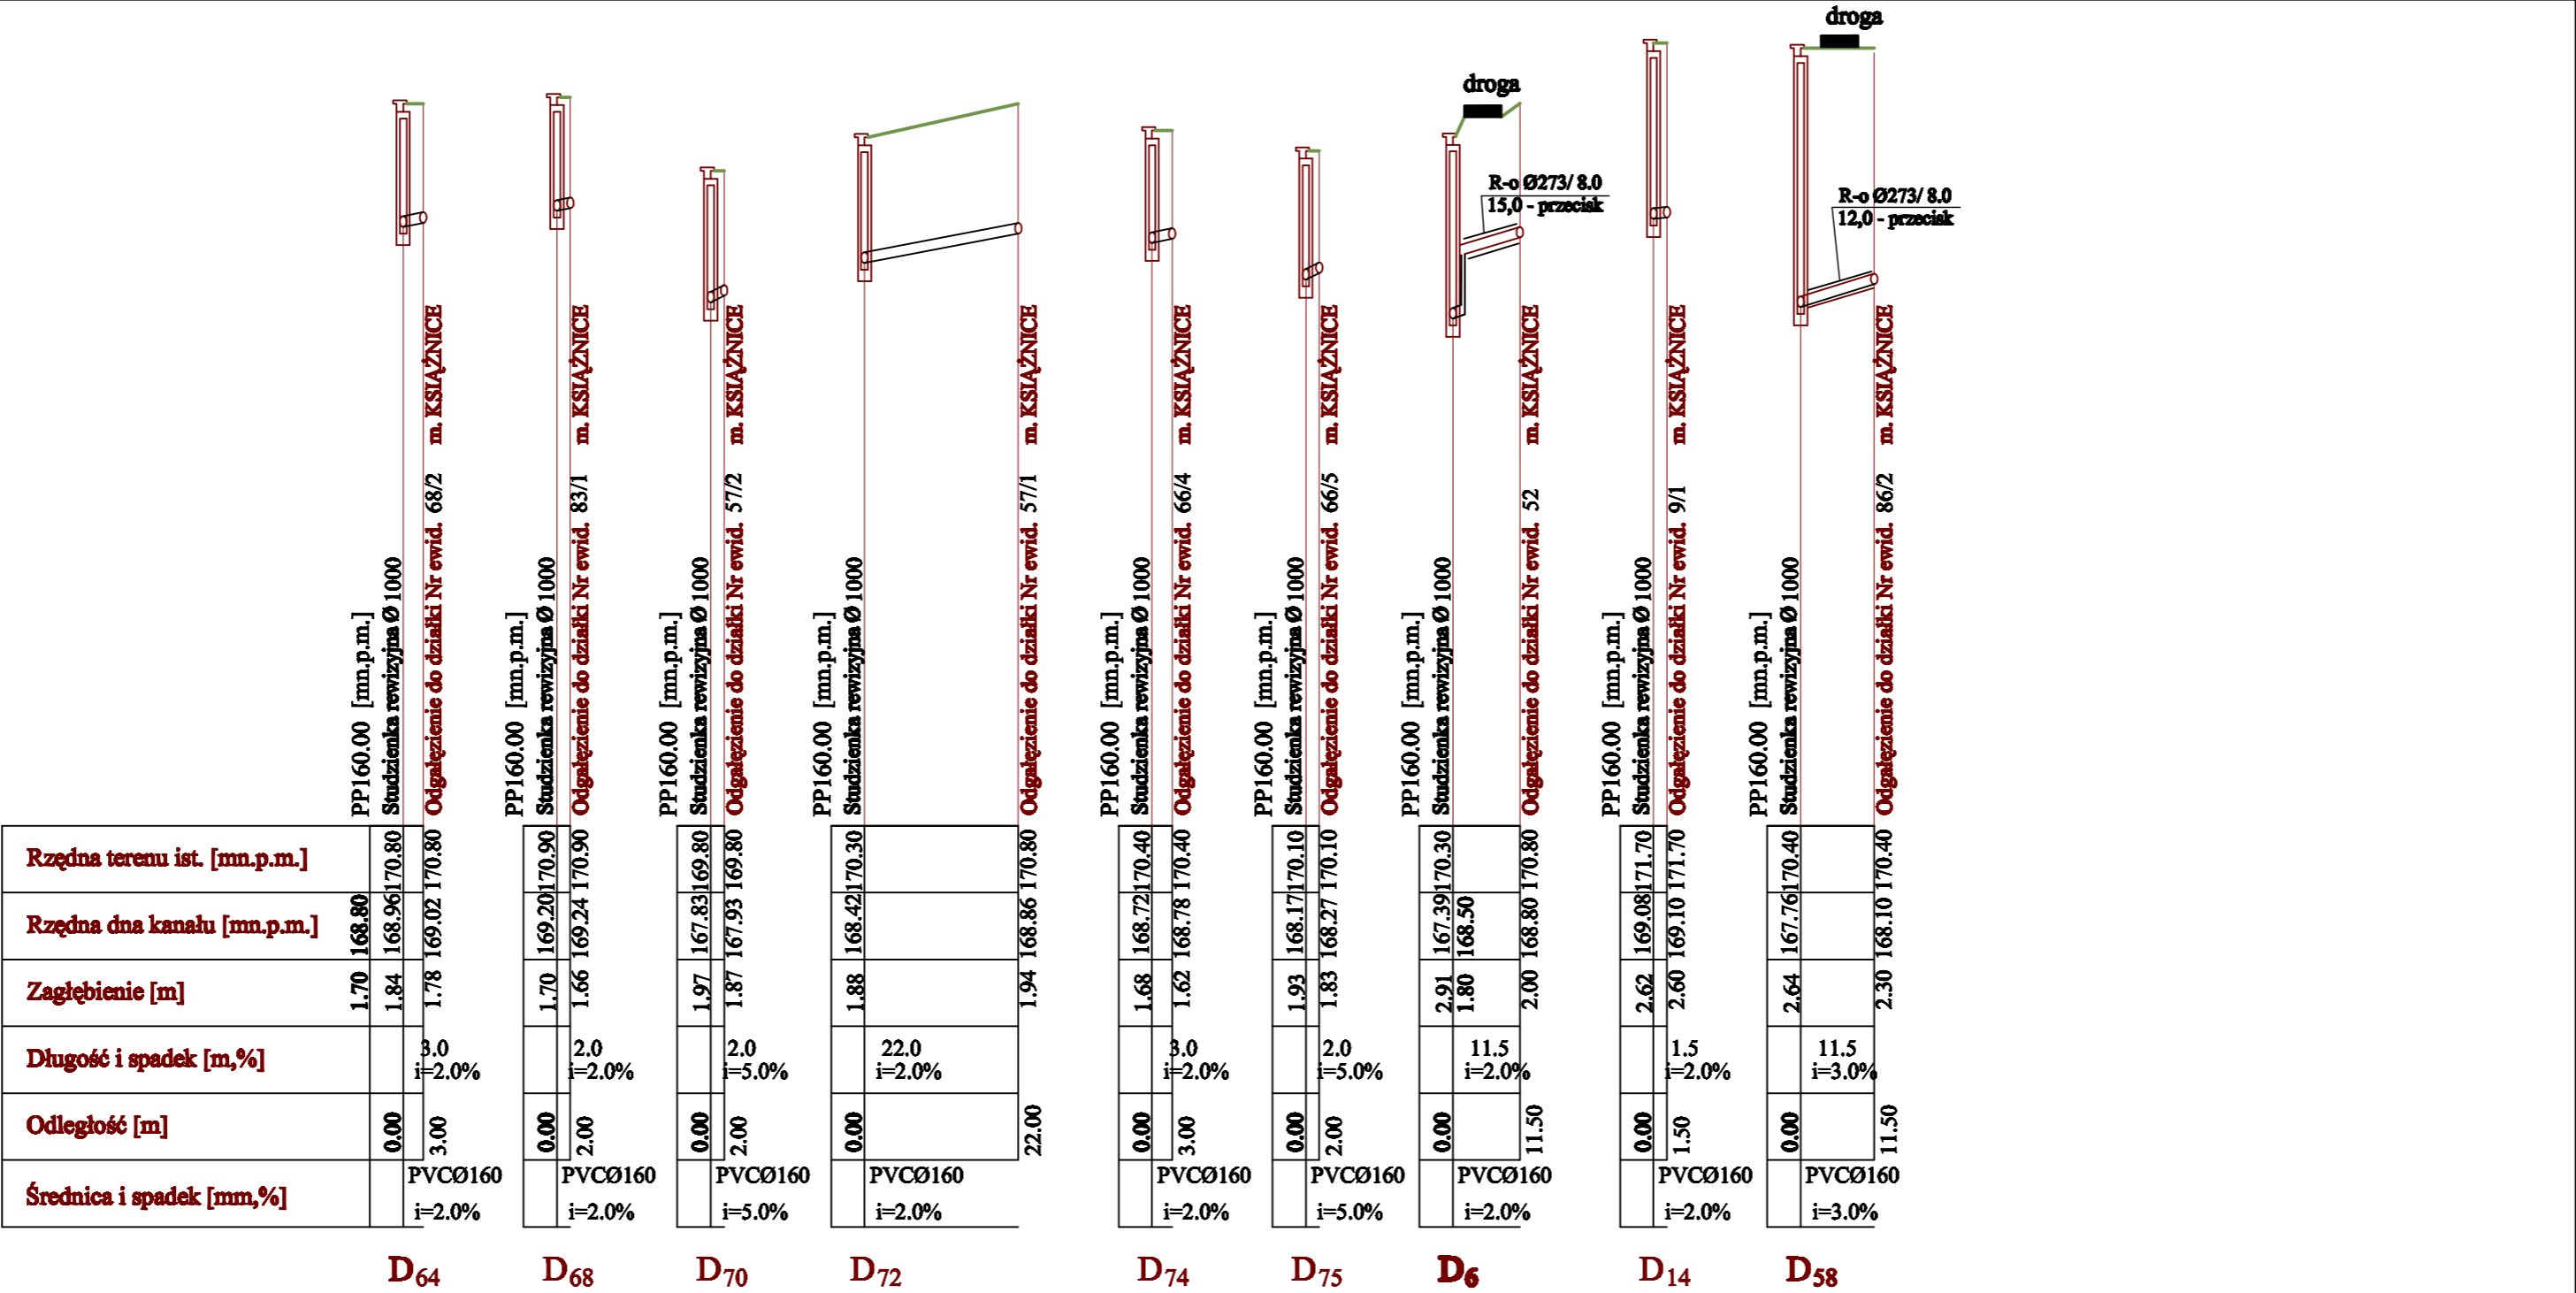 droga
droga
R-o Ø273/ 8.0
15,0 - przecisk
R-o Ø273/ 8.0
12,0 - przecisk
PP160.00 [mn.p.m.]
Studzienka rewizyjna Ø 1000
Odgałęzienie do działki Nr ewid. 68/2 m. KSIĄŻNICE
PP160.00 [mn.p.m.]
Studzienka rewizyjna Ø 1000
Odgałęzienie do działki Nr ewid. 83/1 m. KSIĄŻNICE
PP160.00 [mn.p.m.]
Studzienka rewizyjna Ø 1000
Odgałęzienie do działki Nr ewid. 57/2 m. KSIĄŻNICE
PP160.00 [mn.p.m.]
Studzienka rewizyjna Ø 1000
Odgałęzienie do działki Nr ewid. 57/1 m. KSIĄŻNICE
PP160.00 [mn.p.m.]
Studzienka rewizyjna Ø 1000
Odgałęzienie do działki Nr ewid. 66/4 m. KSIĄŻNICE
PP160.00 [mn.p.m.]
Studzienka rewizyjna Ø 1000
Odgałęzienie do działki Nr ewid. 66/5 m. KSIĄŻNICE
PP160.00 [mn.p.m.]
Studzienka rewizyjna Ø 1000
Odgałęzienie do działki Nr ewid. 52 m. KSIĄŻNICE
PP160.00 [mn.p.m.]
Studzienka rewizyjna Ø 1000
Odgałęzienie do działki Nr ewid. 9/1 m. KSIĄŻNICE
PP160.00 [mn.p.m.]
Studzienka rewizyjna Ø 1000
Odgałęzienie do działki Nr ewid. 86/2 m. KSIĄŻNICE
Rzędna terenu ist. [mn.p.m.] 170.80 170.80 170.90 170.90 169.80 169.80 170.30 170.80 170.40 170.40 170.10 170.10 170.30 170.80 171.70 171.70 170.40 170.40
Rzędna dna kanału [mn.p.m.] 168.80 168.96 169.02 169.20 169.24 167.83 167.93 168.42 168.86 168.72 168.78 168.17 168.27 167.39 168.50 168.80 169.08 169.10 167.76 168.10
Zagłębienie [m] 1.70 1.84 1.78 1.70 1.66 1.97 1.87 1.88 1.94 1.68 1.62 1.93 1.83 2.91 1.80 2.00 2.62 2.60 2.64 2.30
Długość i spadek [m,%]
3.0 2.0 2.0 22.0 3.0 2.0 11.5 1.5 11.5
i=2.0% i=2.0% i=5.0% i=2.0% i=2.0% i=5.0% i=2.0% i=2.0% i=3.0%
Odległość [m] 0.00 3.00 0.00 2.00 0.00 2.00 0.00 22.00 0.00 3.00 0.00 2.00 0.00 11.50 0.00 1.50 0.00 11.50
Średnica i spadek [mm,%]
PVCØ160 PVCØ160 PVCØ160 PVCØ160 PVCØ160 PVCØ160 PVCØ160 PVCØ160 PVCØ160
i=2.0% i=2.0% i=5.0% i=2.0% i=2.0% i=5.0% i=2.0% i=2.0% i=3.0%
D64 D68 D70 D72 D74 D75 D6 D14 D58